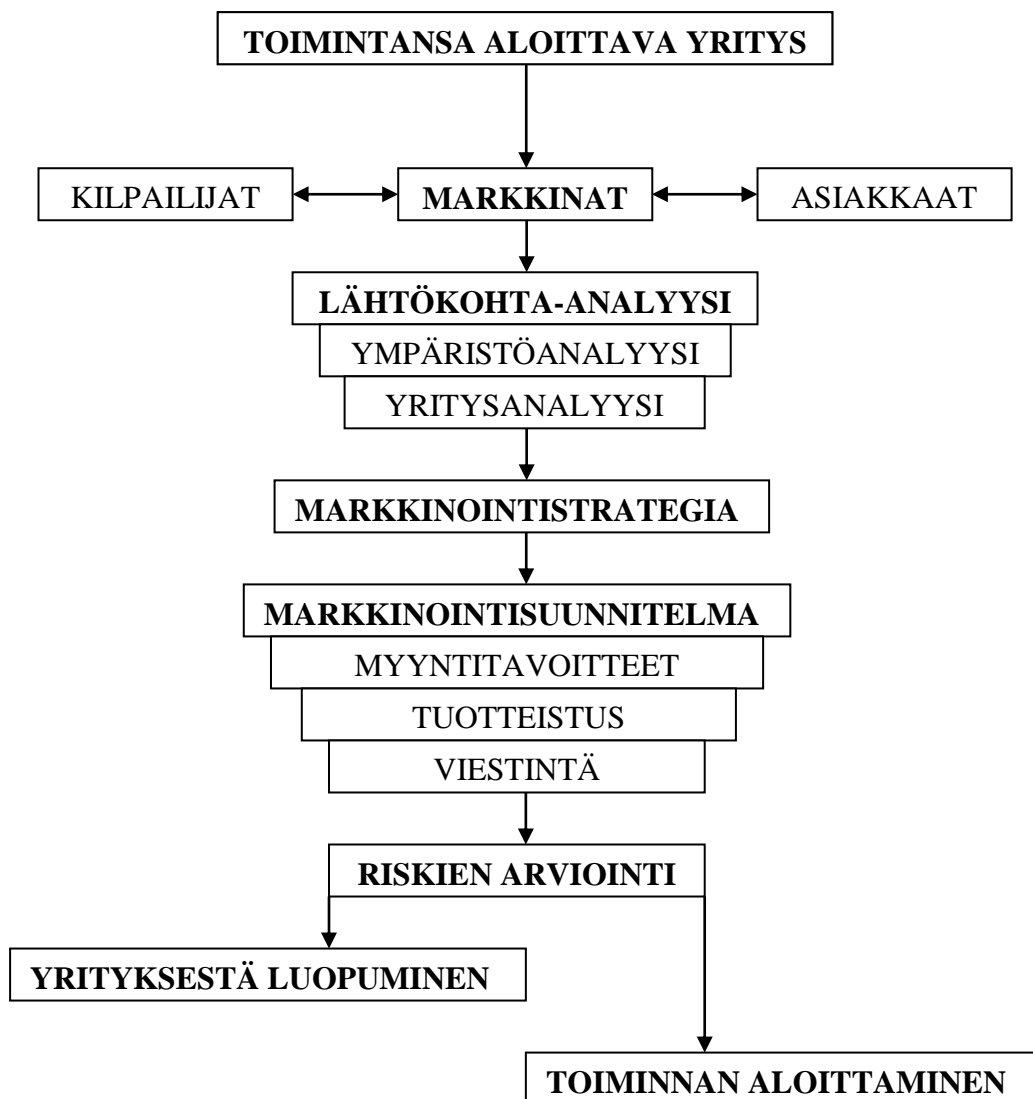 TOIMINTANSA ALOITTAVA YRITYS
KILPAILIJAT
MARKKINAT
ASIAKKAAT
LÄHTÖKOHTA-ANALYYSI
YMPÄRISTÖANALYYSI
YRITYSANALYYSI
MARKKINOINTISTRATEGIA
MARKKINOINTISUUNNITELMA
MYYNTITAVOITTEET
TUOTTEISTUS
VIESTINTÄ
RISKIEN ARVIOINTI
YRITYKSESTÄ LUOPUMINEN
TOIMINNAN ALOITTAMINEN